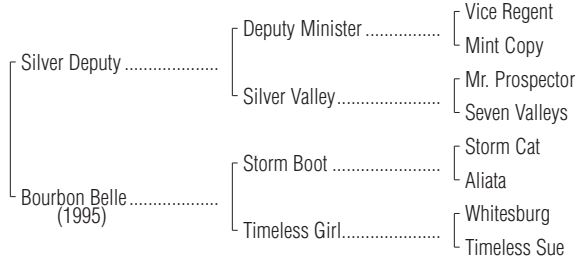 Vice Regent
Deputy Minister ..................
Mint Copy
Silver Deputy ......................
Mr. Prospector
Silver Valley.........................
Seven Valleys
Storm Cat
Storm Boot ..........................
Aliata
Bourbon Belle.....................
(1995)
Whitesburg
Timeless Girl.......................
Timeless Sue